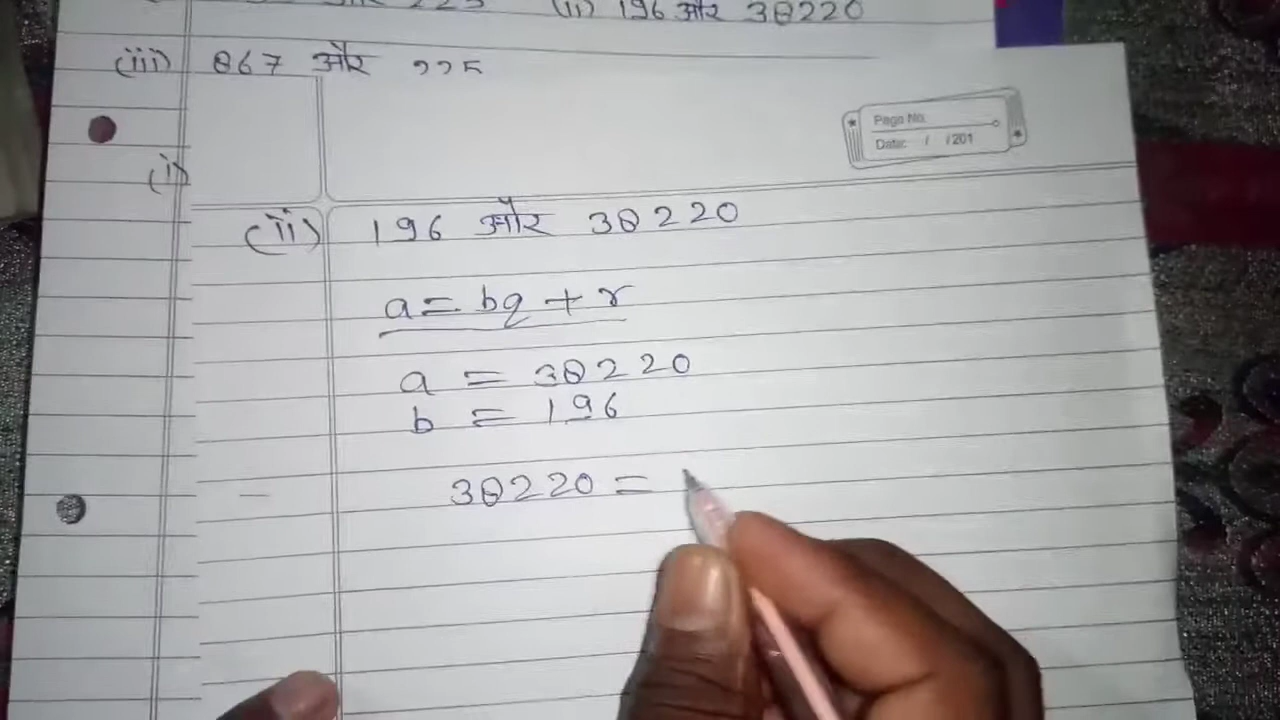 (ii) 196 और 38220
(iii) 867 और 225
Page No.
Date: / /201
(i)
(ii) 196 और 38220
a = bq + r
a = 38220
b = 196
38220 =